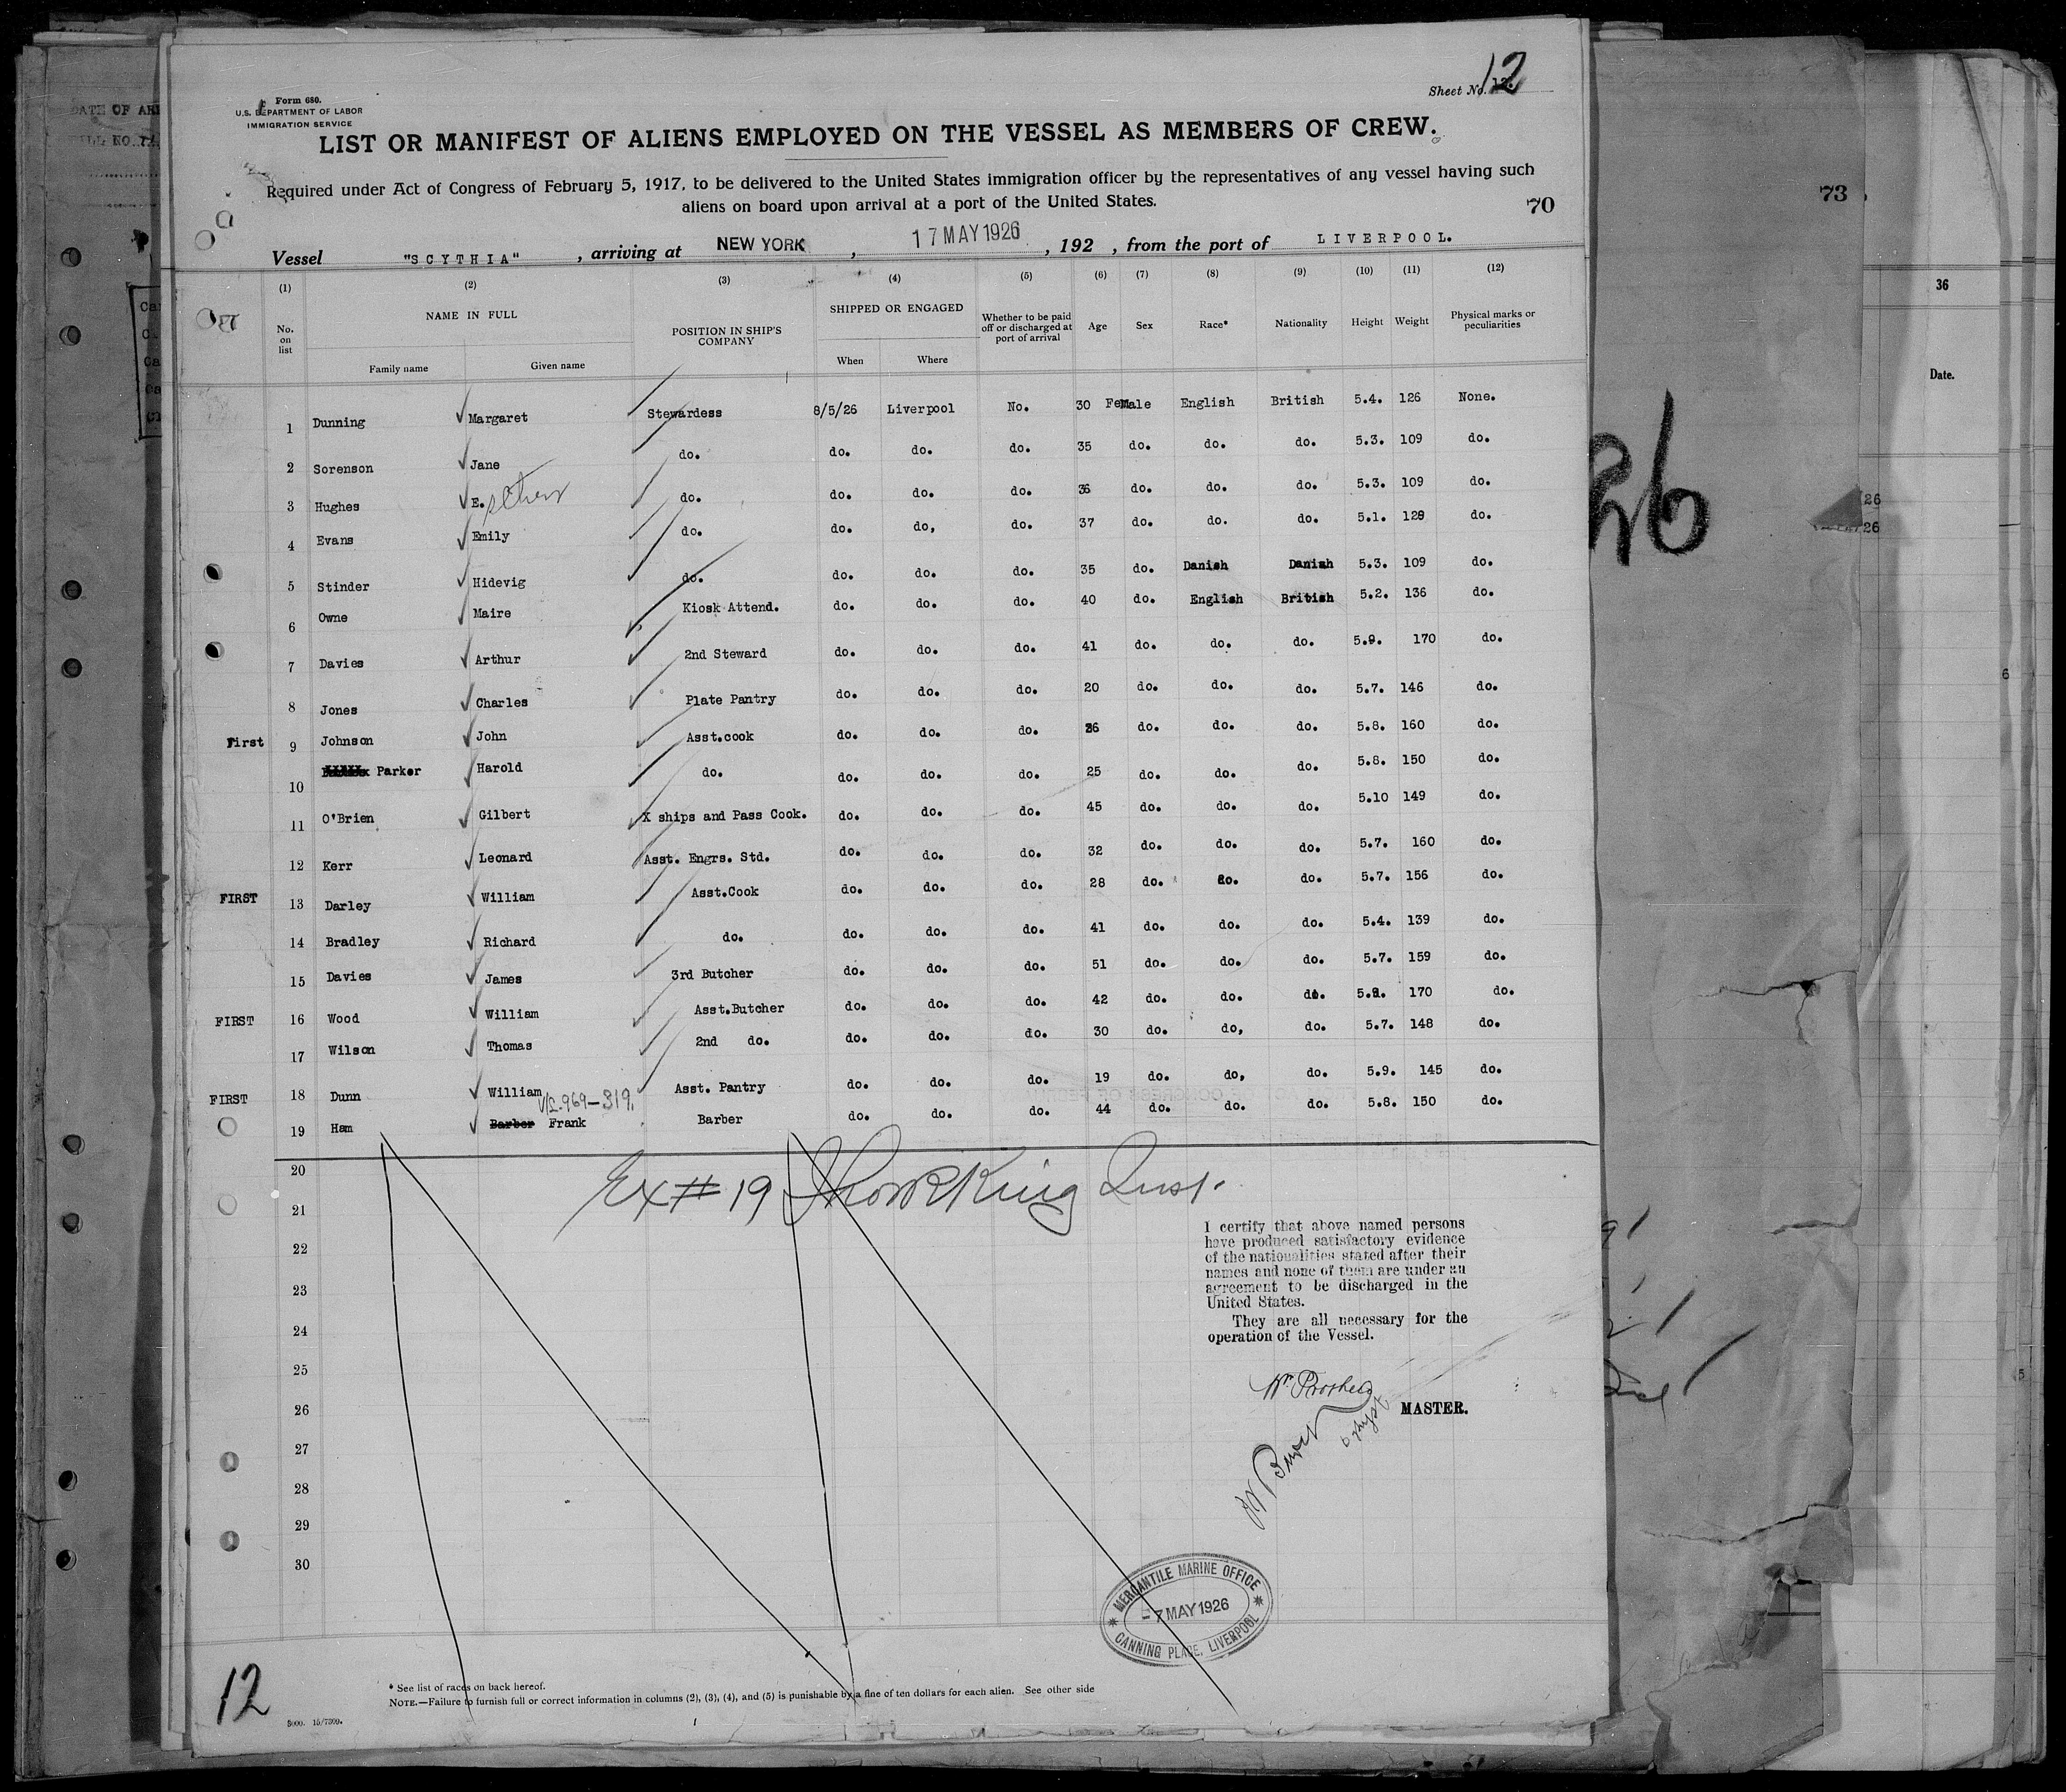 Sheet No. 12
Form 680.
U.S. DEPARTMENT OF LABOR
IMMIGRATION SERVICE
LIST OR MANIFEST OF ALIENS EMPLOYED ON THE VESSEL AS MEMBERS OF CREW.
Required under Act of Congress of February 5, 1917, to be delivered to the United States immigration officer by the representatives of any vessel having such
aliens on board upon arrival at a port of the United States.
70
73
Vessel "SCYTHIA" , arriving at NEW YORK , 17 MAY 1926 , 192 , from the port of LIVERPOOL.
(1) (2) (3) (4) (5) (6) (7) (8) (9) (10) (11) (12)
No. on list NAME IN FULL POSITION IN SHIP'S COMPANY SHIPPED OR ENGAGED Whether to be paid off or discharged at port of arrival Age Sex Race* Nationality Height Weight Physical marks or peculiarities
Family name Given name When Where
1 Dunning Margaret Stewardess 8/5/26 Liverpool No. 30 Female English British 5.4. 126 None.
2 Sorenson Jane do. do. do. do. 35 do. do. do. 5.3. 109 do.
3 Hughes E. do. do. do. do. 36 do. do. do. 5.3. 109 do.
4 Evans Emily do. do. do, do. 37 do. do. do. 5.1. 129 do.
5 Stinder Hidevig do. do. do. do. 35 do. Danish Danish 5.3. 109 do.
6 Owne Maire Kiosk Attend. do. do. do. 40 do. English British 5.2. 136 do.
7 Davies Arthur 2nd Steward do. do. do. 41 do. do. do. 5.9. 170 do.
8 Jones Charles Plate Pantry do. do. do. 20 do. do. do. 5.7. 146 do.
First 9 Johnson John Asst.cook do. do. do. 26 do. do. do. 5.8. 160 do.
10 Parker Harold do. do. do. do. 25 do. do. do. 5.8. 150 do.
11 O'Brien Gilbert X ships and Pass Cook. do. do. do. 45 do. do. do. 5.10 149 do.
12 Kerr Leonard Asst. Engrs. Std. do. do. do. 32 do. do. do. 5.7. 160 do.
FIRST 13 Darley William Asst.Cook do. do. do. 28 do. do. do. 5.7. 156 do.
14 Bradley Richard do. do. do. do. 41 do. do. do. 5.4. 139 do.
15 Davies James 3rd Butcher do. do. do. 51 do. do. do. 5.7. 159 do.
FIRST 16 Wood William Asst.Butcher do. do. do. 42 do. do. do. 170 do.
17 Wilson Thomas 2nd do. do. do. do. 30 do. do, do. 5.7. 148 do.
FIRST 18 Dunn William Asst. Pantry do. do. do. 19 do. do, do. 5.9. 145 do.
969-319.
19 Ham Barber Frank Barber do. do. do. 44 do. do. do. 5.8. 150 do.
20
Ex # 19 King Insp.
21
22
23
24
25
26
27
28
29
30
I certify that above named persons
have produced satisfactory evidence
of the nationalities stated after their
names and none of them are under an
agreement to be discharged in the
United States.
They are all necessary for the
operation of the Vessel.
MASTER.
MERCANTILE MARINE OFFICE
-7 MAY 1926
CANNING PLACE, LIVERPOOL
12
* See list of races on back hereof.
NOTE.—Failure to furnish full or correct information in columns (2), (3), (4), and (5) is punishable by a fine of ten dollars for each alien. See other side
36
Date.